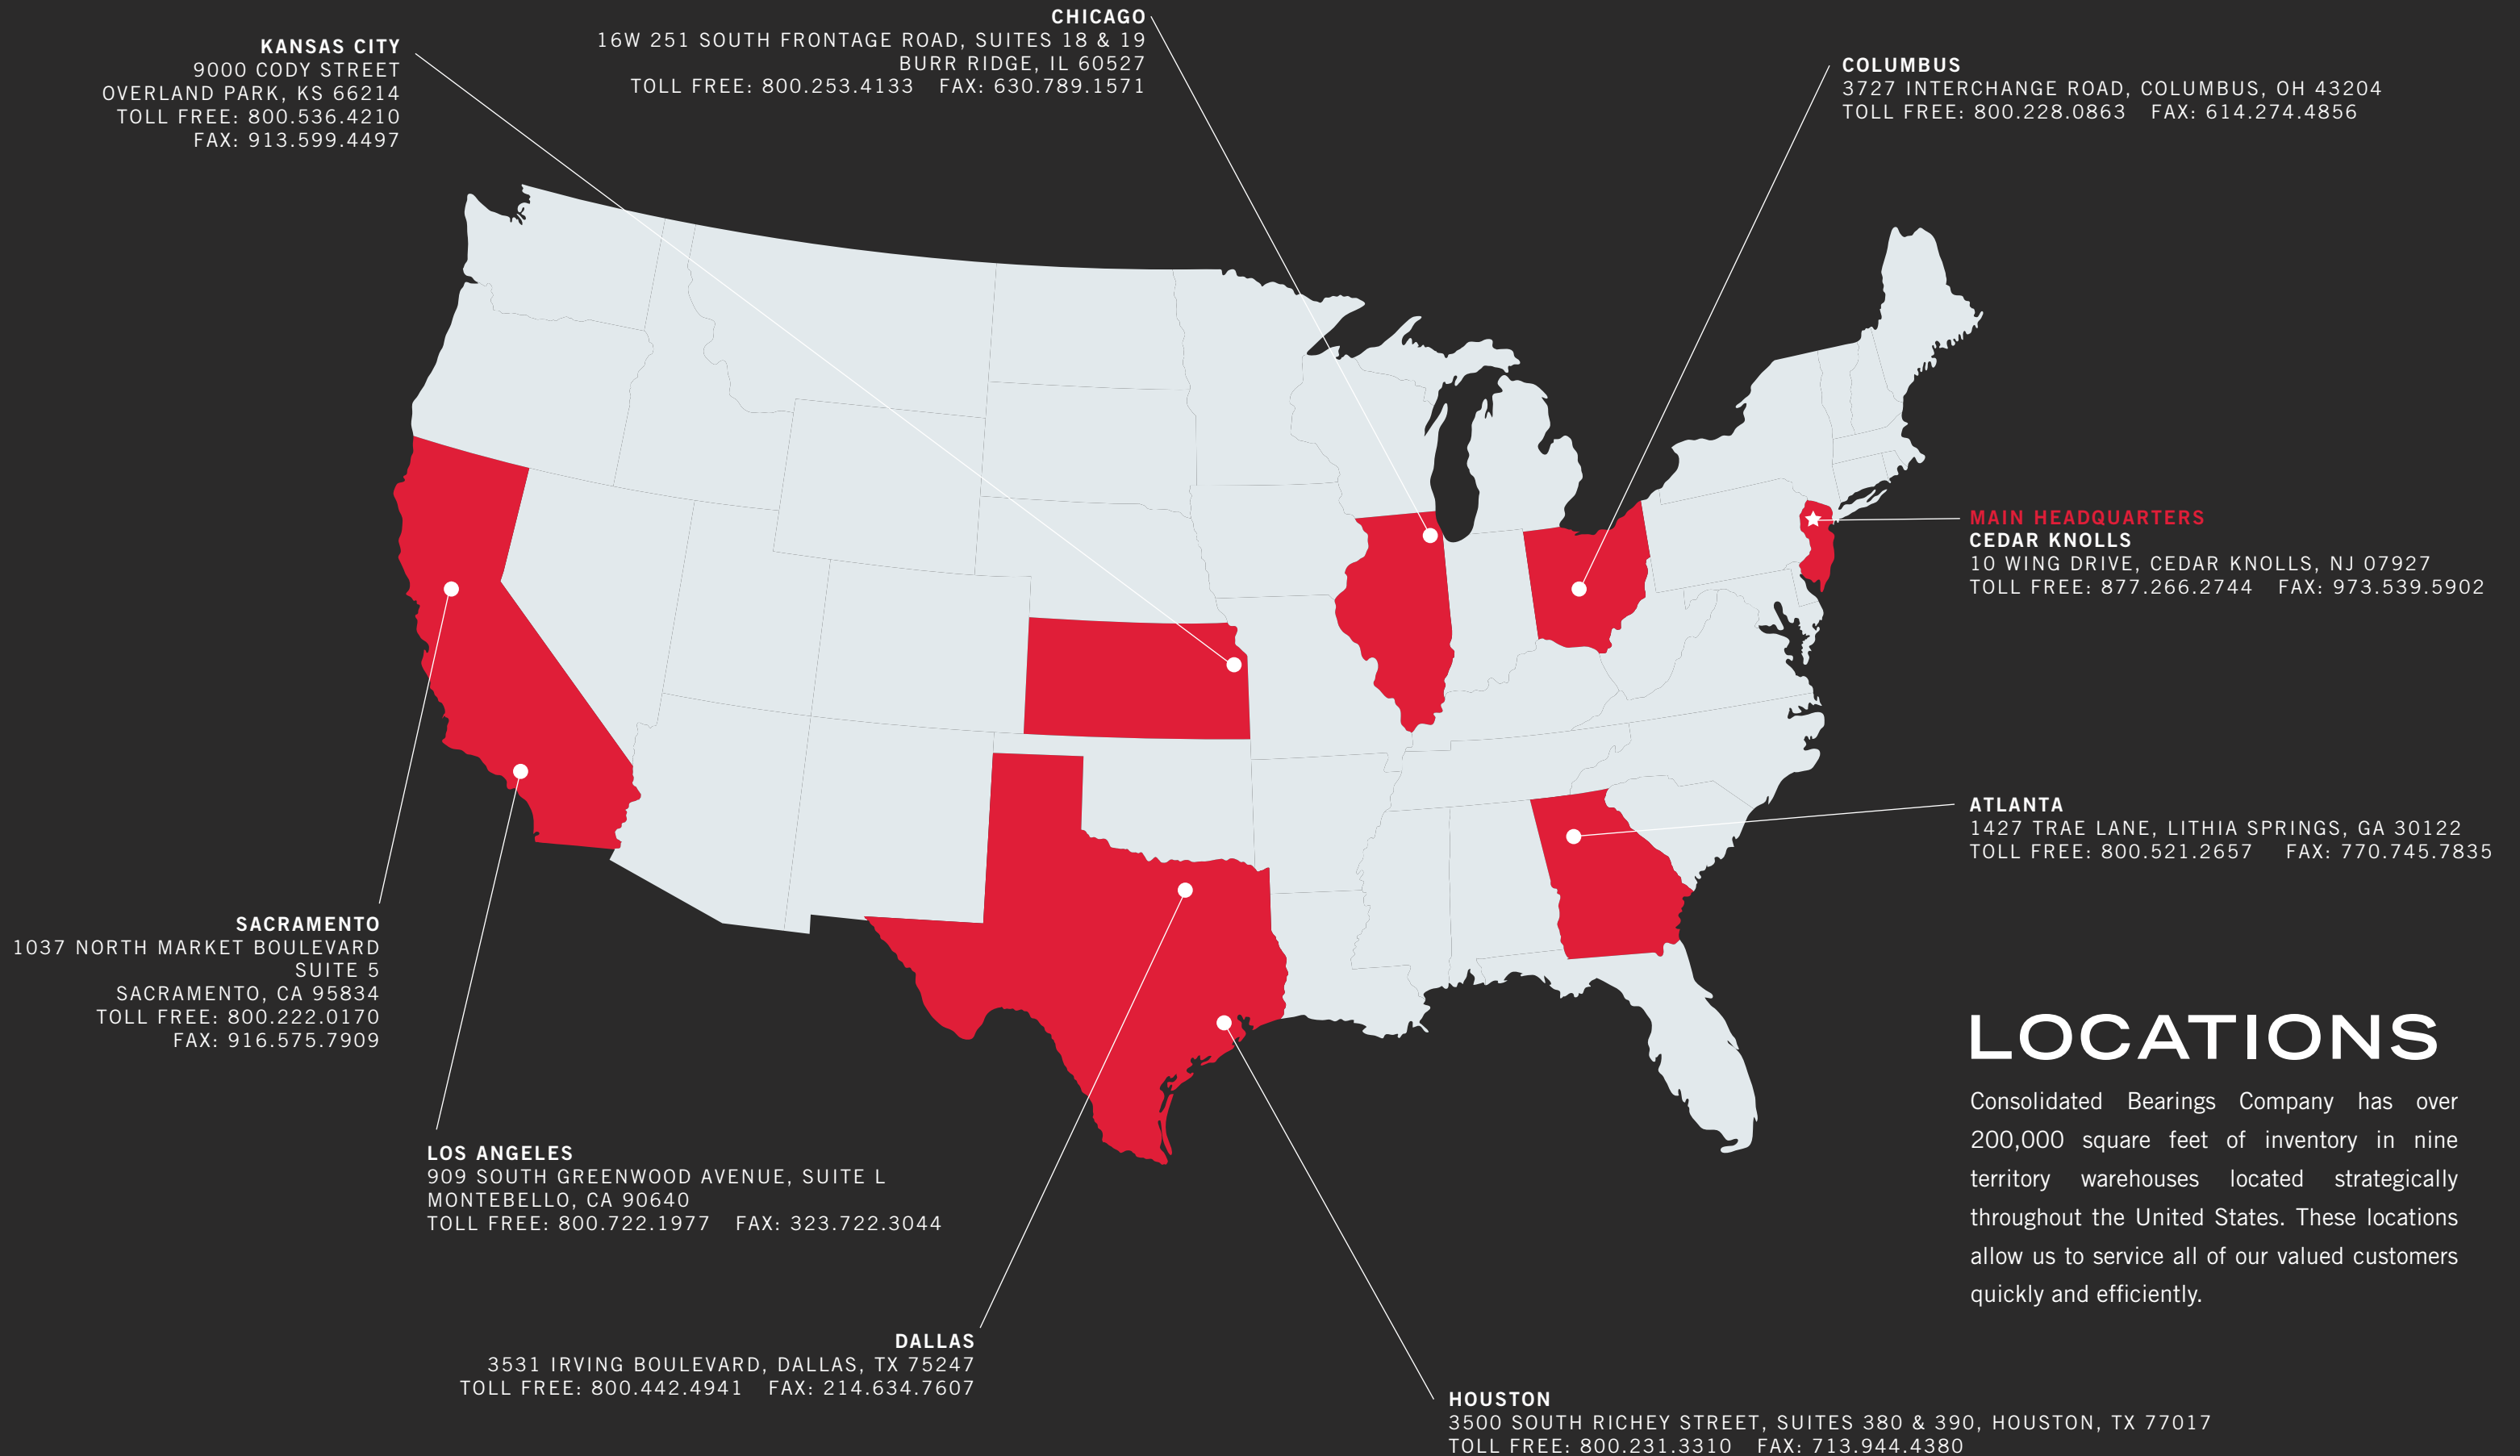 CHICAGO
16W 251 SOUTH FRONTAGE ROAD, SUITES 18 & 19
BURR RIDGE, IL 60527
TOLL FREE: 800.253.4133 FAX: 630.789.1571
KANSAS CITY
9000 CODY STREET
OVERLAND PARK, KS 66214
TOLL FREE: 800.536.4210
FAX: 913.599.4497
COLUMBUS
3727 INTERCHANGE ROAD, COLUMBUS, OH 43204
TOLL FREE: 800.228.0863 FAX: 614.274.4856
MAIN HEADQUARTERS
CEDAR KNOLLS
10 WING DRIVE, CEDAR KNOLLS, NJ 07927
TOLL FREE: 877.266.2744 FAX: 973.539.5902
ATLANTA
1427 TRAE LANE, LITHIA SPRINGS, GA 30122
TOLL FREE: 800.521.2657 FAX: 770.745.7835
SACRAMENTO
1037 NORTH MARKET BOULEVARD
SUITE 5
SACRAMENTO, CA 95834
TOLL FREE: 800.222.0170
FAX: 916.575.7909
LOS ANGELES
909 SOUTH GREENWOOD AVENUE, SUITE L
MONTEBELLO, CA 90640
TOLL FREE: 800.722.1977 FAX: 323.722.3044
DALLAS
3531 IRVING BOULEVARD, DALLAS, TX 75247
TOLL FREE: 800.442.4941 FAX: 214.634.7607
HOUSTON
3500 SOUTH RICHEY STREET, SUITES 380 & 390, HOUSTON, TX 77017
TOLL FREE: 800.231.3310 FAX: 713.944.4380
LOCATIONS
Consolidated Bearings Company has over
200,000 square feet of inventory in nine
territory warehouses located strategically
throughout the United States. These locations
allow us to service all of our valued customers
quickly and efficiently.